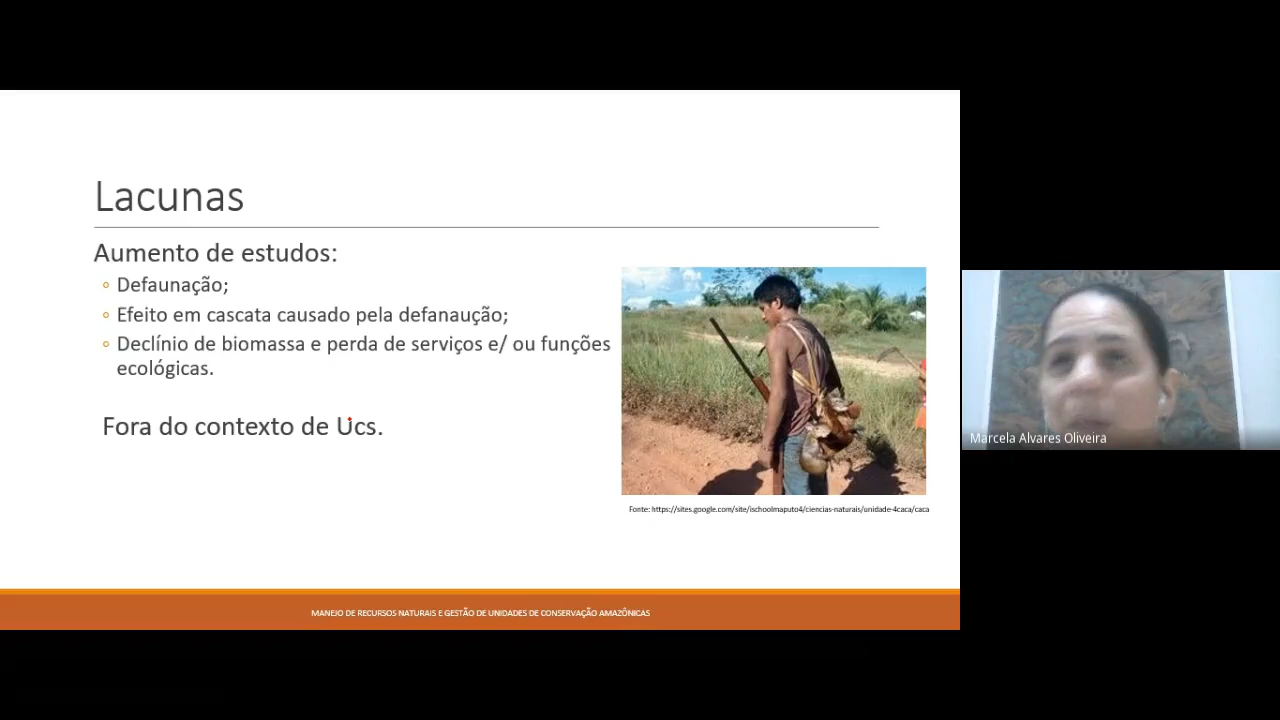 Lacunas
Aumento de estudos:
Defaunação;
Efeito em cascata causado pela defanaução;
Declínio de biomassa e perda de serviços e/ ou funções
ecológicas.
Fora do contexto de Ucs.
Fonte: https://sites.google.com/site/ischoolmaputo4/ciencias-naturais/unidade-4caca/caca
MANEJO DE RECURSOS NATURAIS E GESTÃO DE UNIDADES DE CONSERVAÇÃO AMAZÔNICAS
Marcela Alvares Oliveira